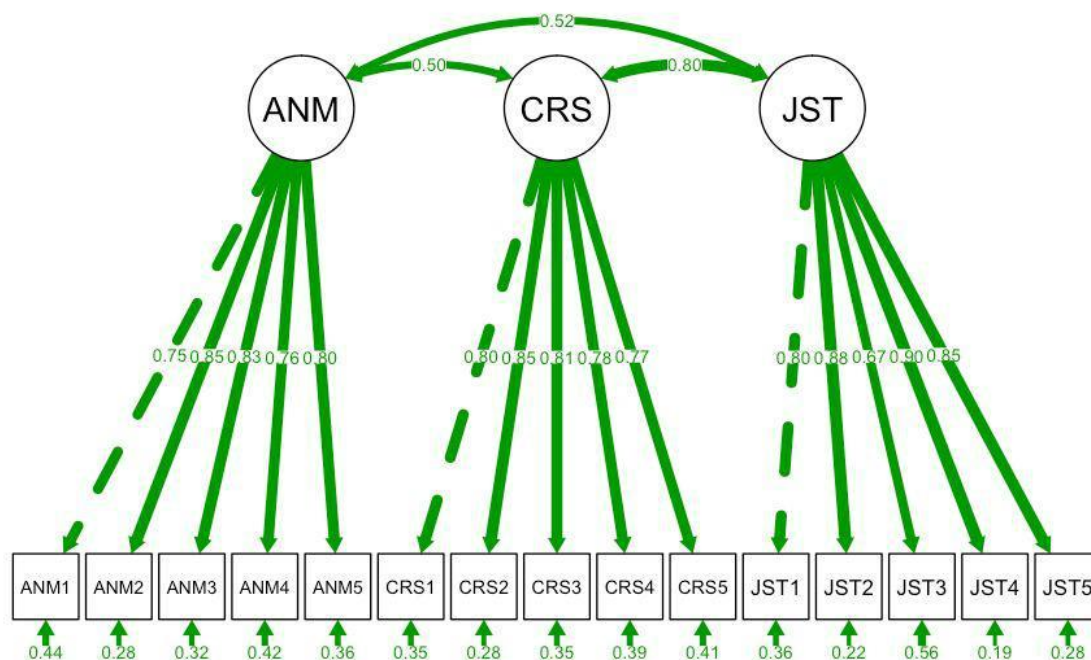 0.52
0.50 0.80
ANM CRS JST
0.75 0.85 0.83 0.76 0.80 0.80 0.85 0.81 0.78 0.77 0.80 0.88 0.67 0.90 0.85
ANM1 ANM2 ANM3 ANM4 ANM5 CRS1 CRS2 CRS3 CRS4 CRS5 JST1 JST2 JST3 JST4 JST5
0.44 0.28 0.32 0.42 0.36 0.35 0.28 0.35 0.39 0.41 0.36 0.22 0.56 0.19 0.28